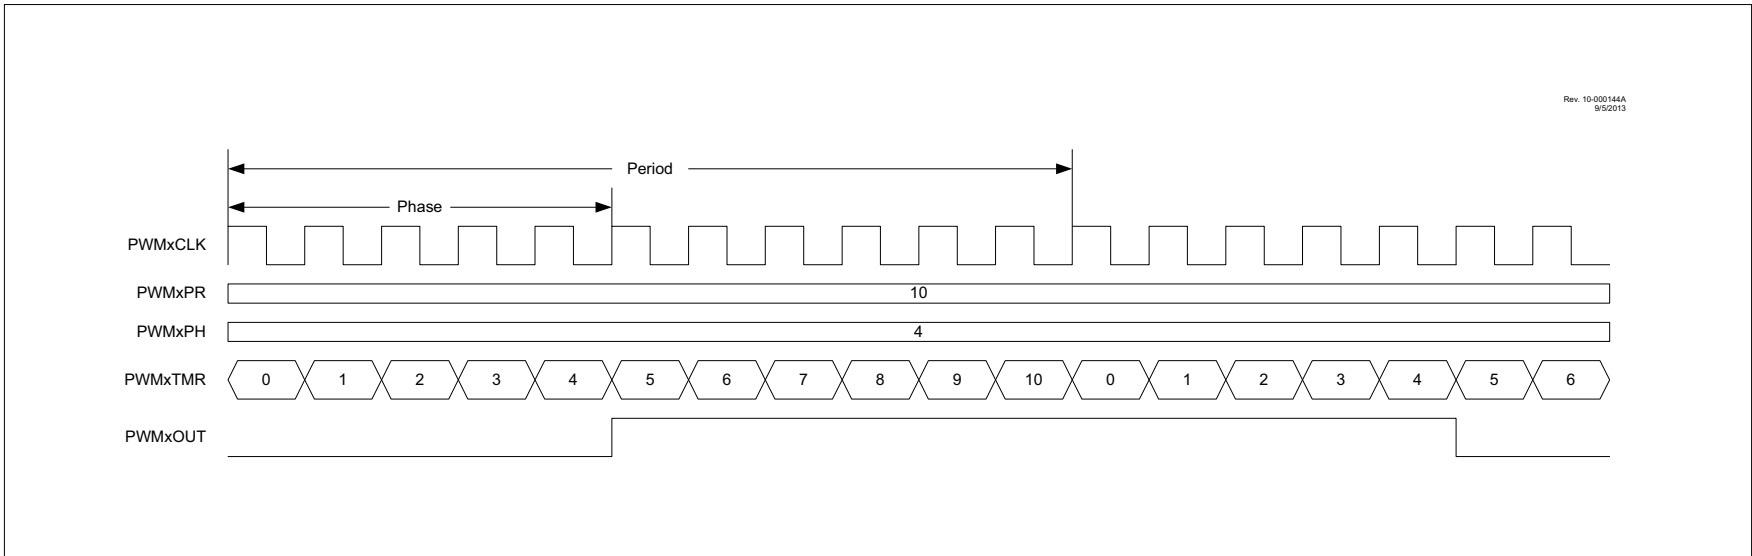 Rev. 10-000144A
9/5/2013
Period
Phase
PWMxCLK
PWMxPR 10
PWMxPH 4
PWMxTMR 0 1 2 3 4 5 6 7 8 9 10 0 1 2 3 4 5 6
PWMxOUT